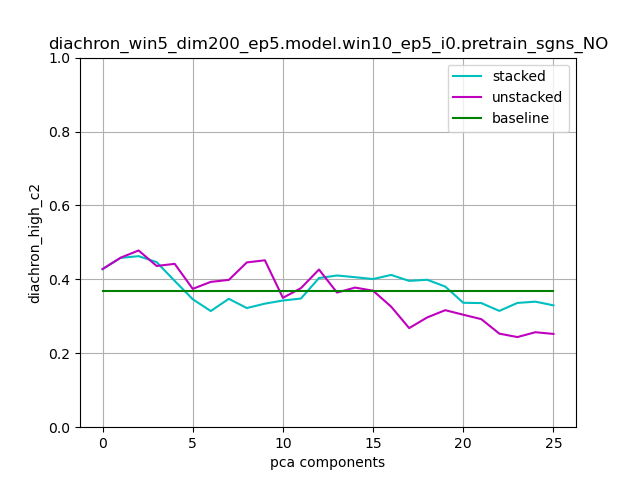 diachron_win5_dim200_ep5.model.win10_ep5_i0.pretrain_sgns_NO
1.0
0.8
0.6
0.4
0.2
0.0
diachron_high_c2
stacked
unstacked
baseline
0 5 10 15 20 25
pca components